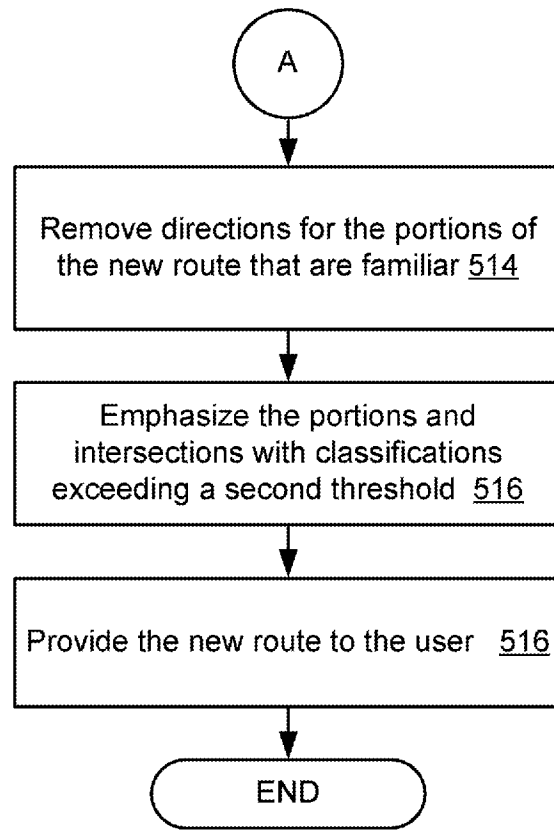 A
Remove directions for the portions of
the new route that are familiar 514
Emphasize the portions and
intersections with classifications
exceeding a second threshold 516
Provide the new route to the user 516
END